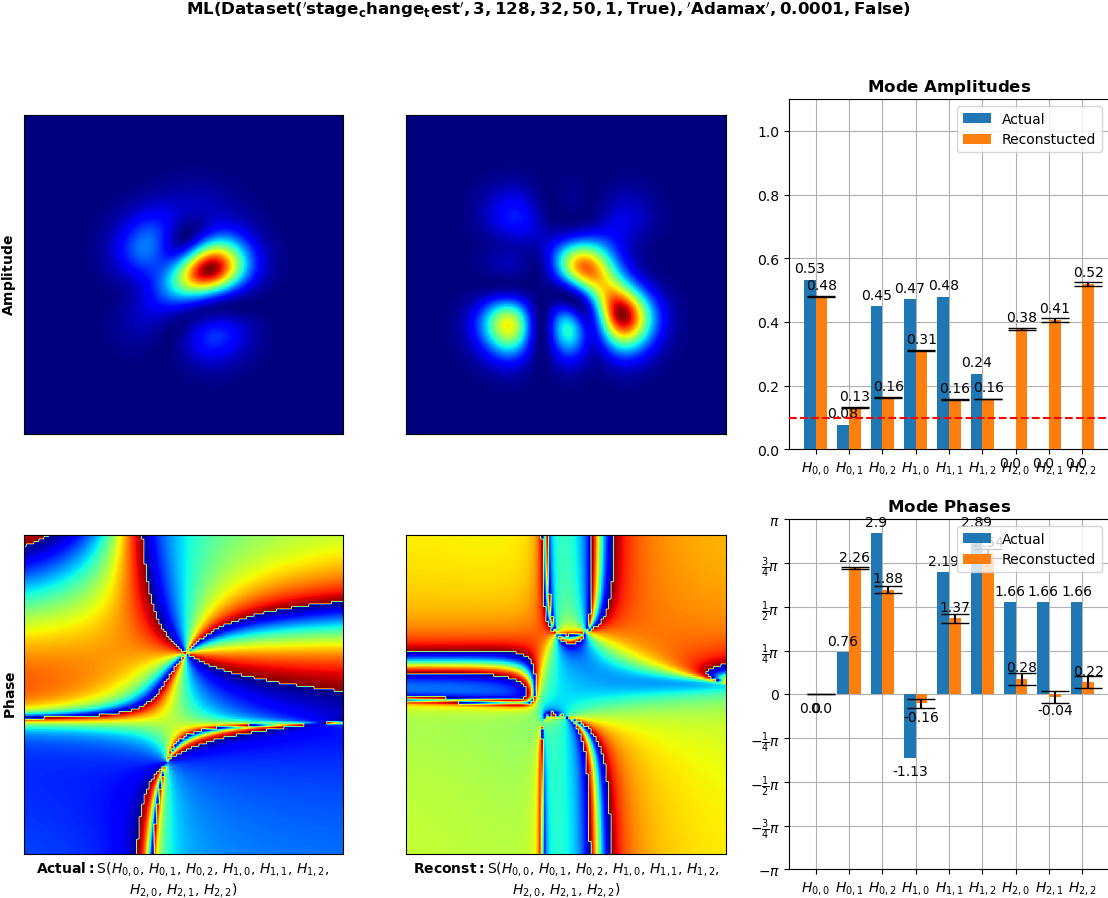 ML(Dataset('stage_change_test', 3, 128, 32, 50, 1, True), 'Adamax', 0.0001, False)
Amplitude
Mode Amplitudes
Actual
Reconstucted
1.0
0.8
0.6
0.4
0.2
0.0
0.53
0.48
0.08
0.13
0.45
0.16
0.47
0.31
0.48
0.16
0.24
0.16
0.0
0.38
0.0
0.41
0.0
0.52
H0,0 H0,1 H0,2 H1,0 H1,1 H1,2 H2,0 H2,1 H2,2
Phase
Mode Phases
Actual
Reconstucted
π
3/4π
1/2π
1/4π
0
−1/4π
−1/2π
−3/4π
−π
0.0
0.0
0.76
2.26
2.9
1.88
-1.13
-0.16
2.19
1.37
2.89
1.66
0.28
1.66
-0.04
1.66
0.22
H0,0 H0,1 H0,2 H1,0 H1,1 H1,2 H2,0 H2,1 H2,2
Actual: S(H0,0, H0,1, H0,2, H1,0, H1,1, H1,2,
H2,0, H2,1, H2,2)
Reconst: S(H0,0, H0,1, H0,2, H1,0, H1,1, H1,2,
H2,0, H2,1, H2,2)